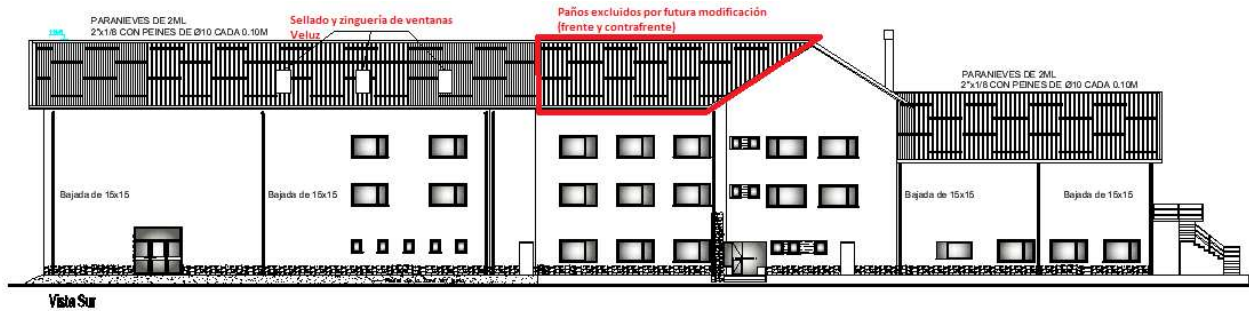 PARANIEVES DE 2ML
2"x1/8 CON PEINES DE Ø10 CADA 0.10M
Sellado y zinguería de ventanas
Veluz
Paños excluidos por futura modificación
(frente y contrafrente)
PARANIEVES DE 2ML
2"x1/8 CON PEINES DE Ø10 CADA 0.10M
Bajada de 15x15
Bajada de 15x15
Bajada de 15x15
Bajada de 15x15
Vista Sur